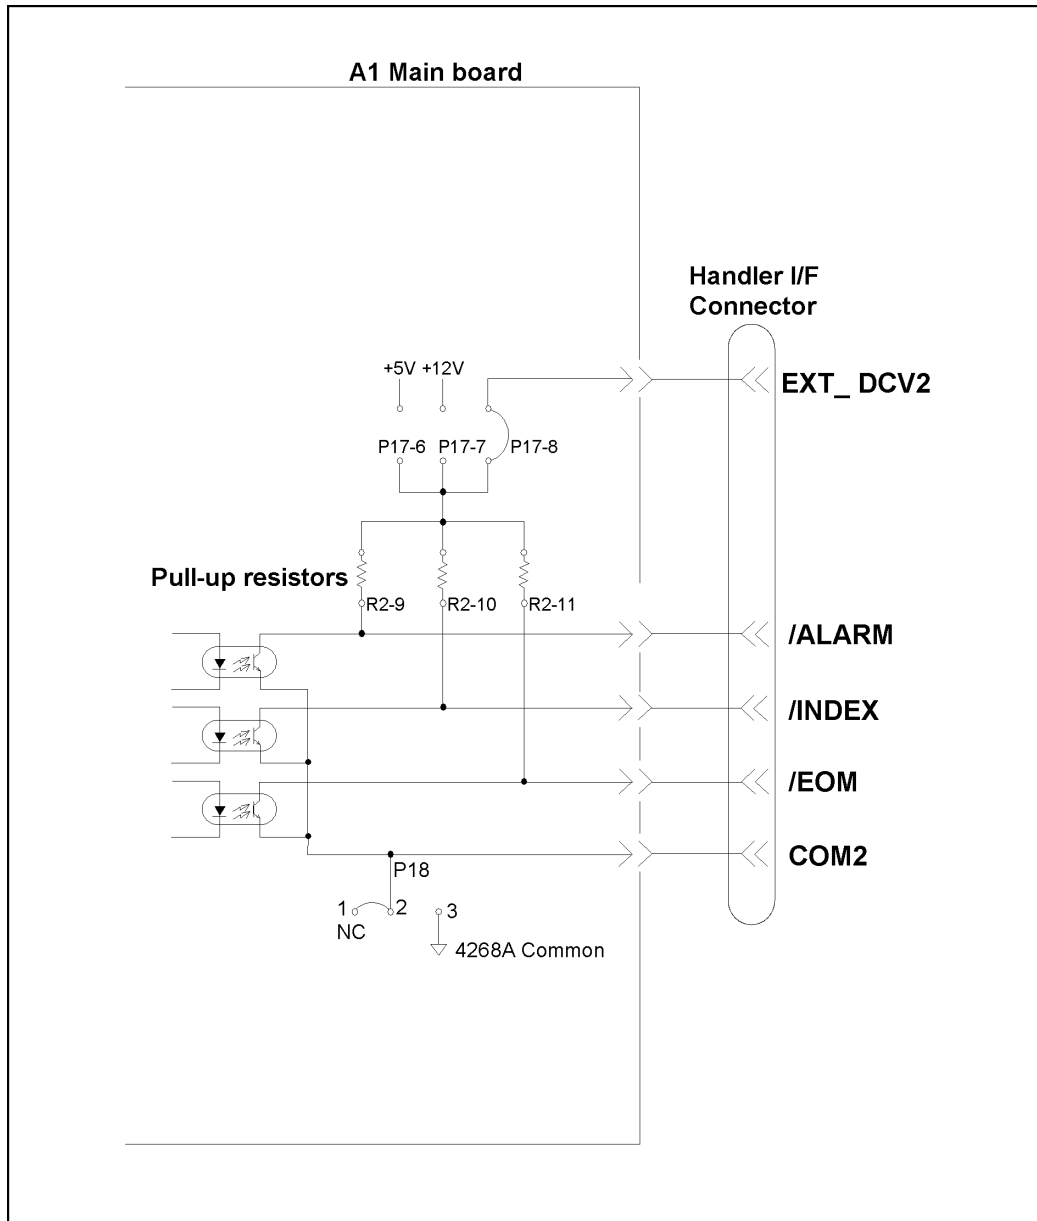 A1 Main board
Handler I/F
Connector
+5V +12V
EXT_ DCV2
P17-6 P17-7 P17-8
Pull-up resistors
R2-9 R2-10 R2-11
/ALARM
/INDEX
/EOM
COM2
P18
1 2 3
NC
4268A Common